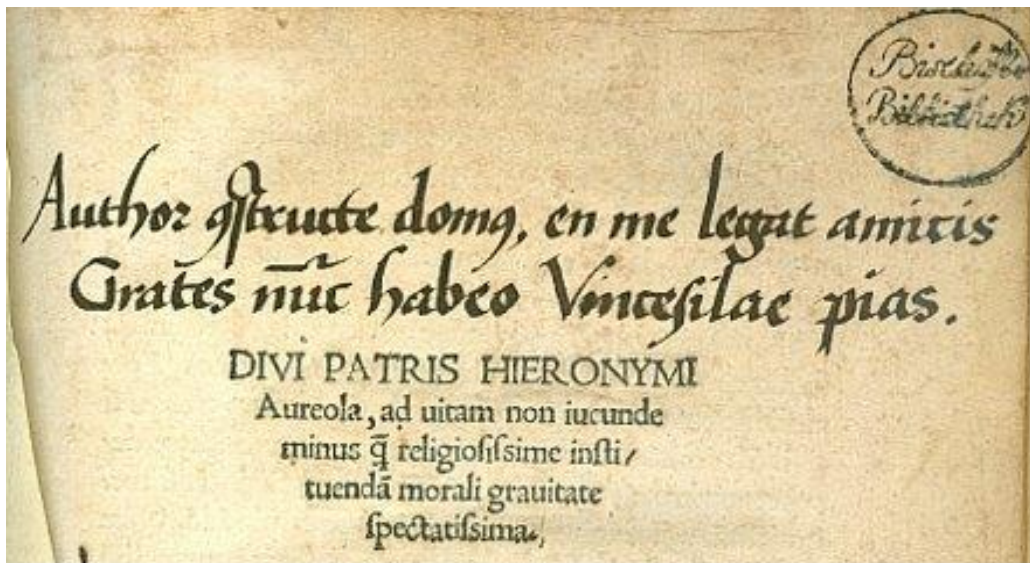 Bibliothek
Author ꝯstructe domꝰ, en me legat amicis
Grates nūc habeo Vincesilae pias.
DIVI PATRIS HIERONYMI
Aureola, ad uitam non iucunde
minus q̃ religiosissime insti/
tuendã morali grauitate
spectatissima.,